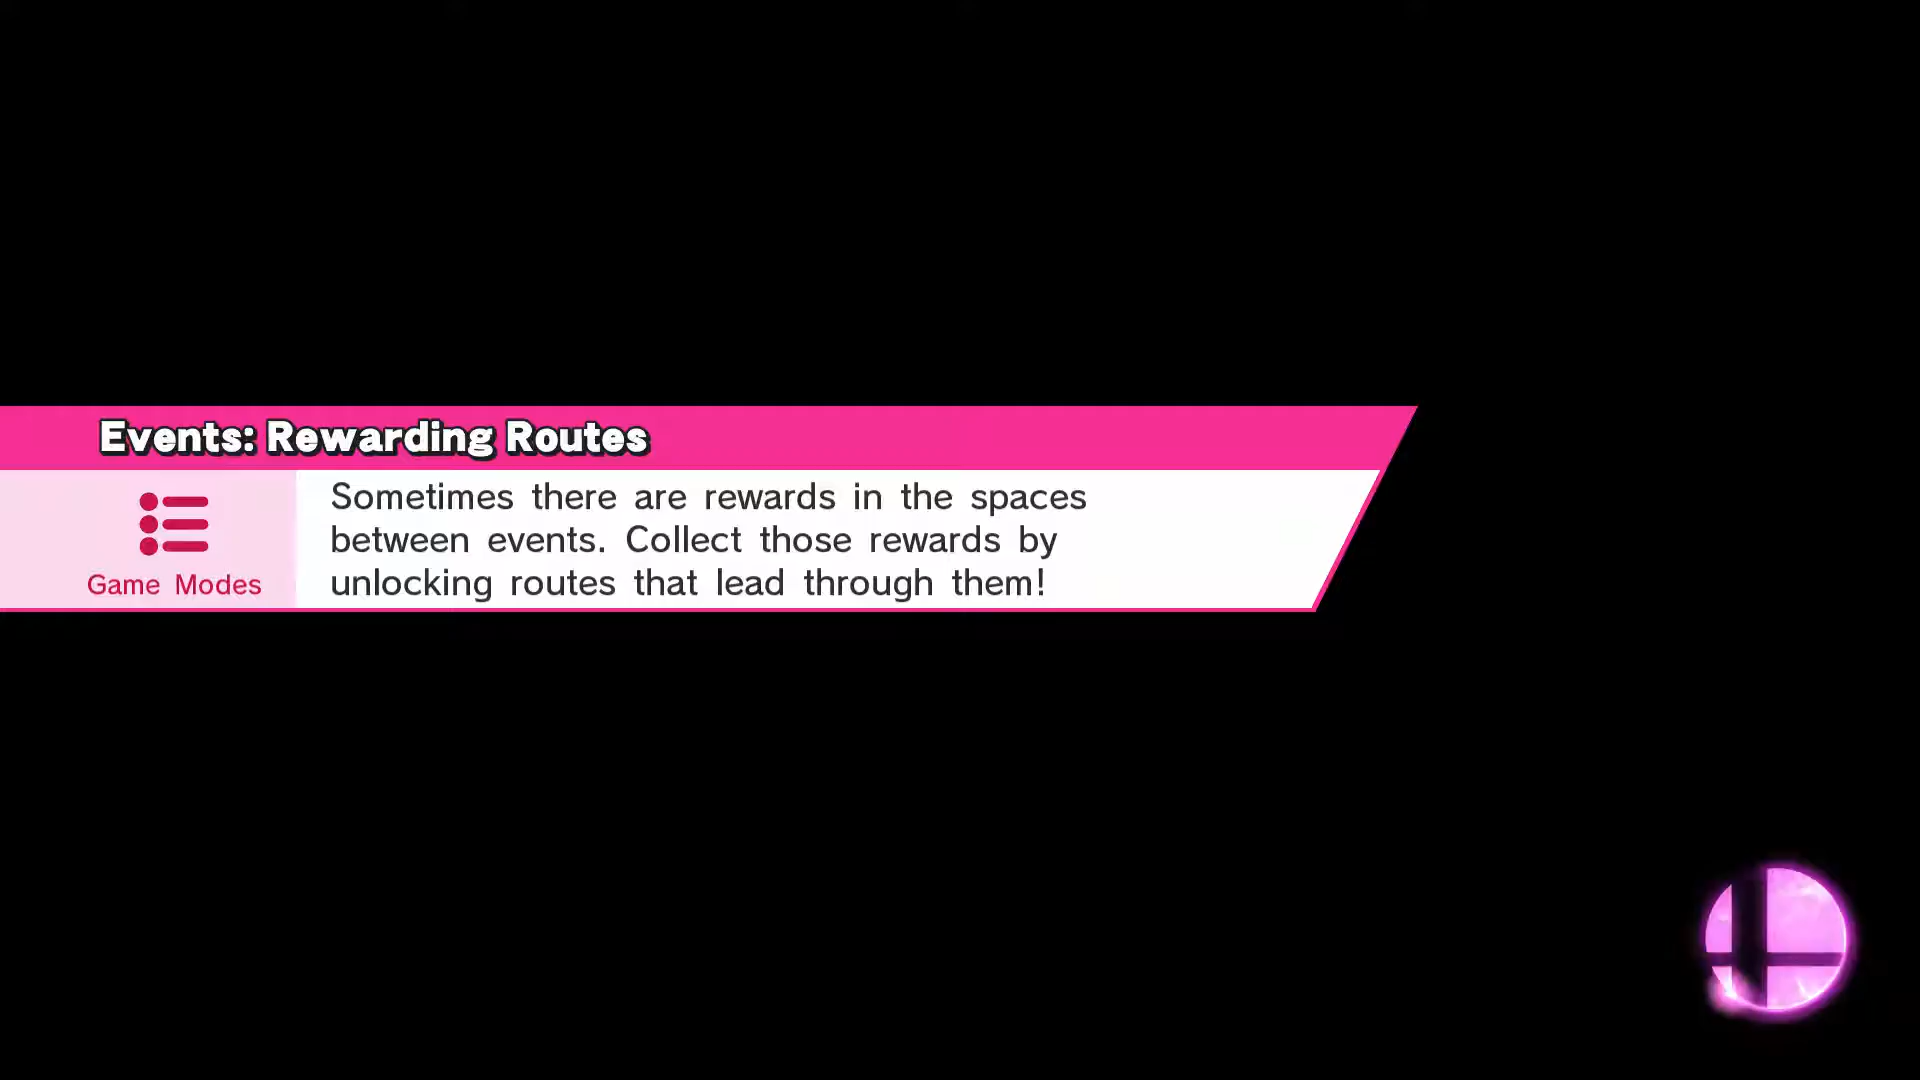 Events: Rewarding Routes
Game Modes
Sometimes there are rewards in the spaces
between events. Collect those rewards by
unlocking routes that lead through them!